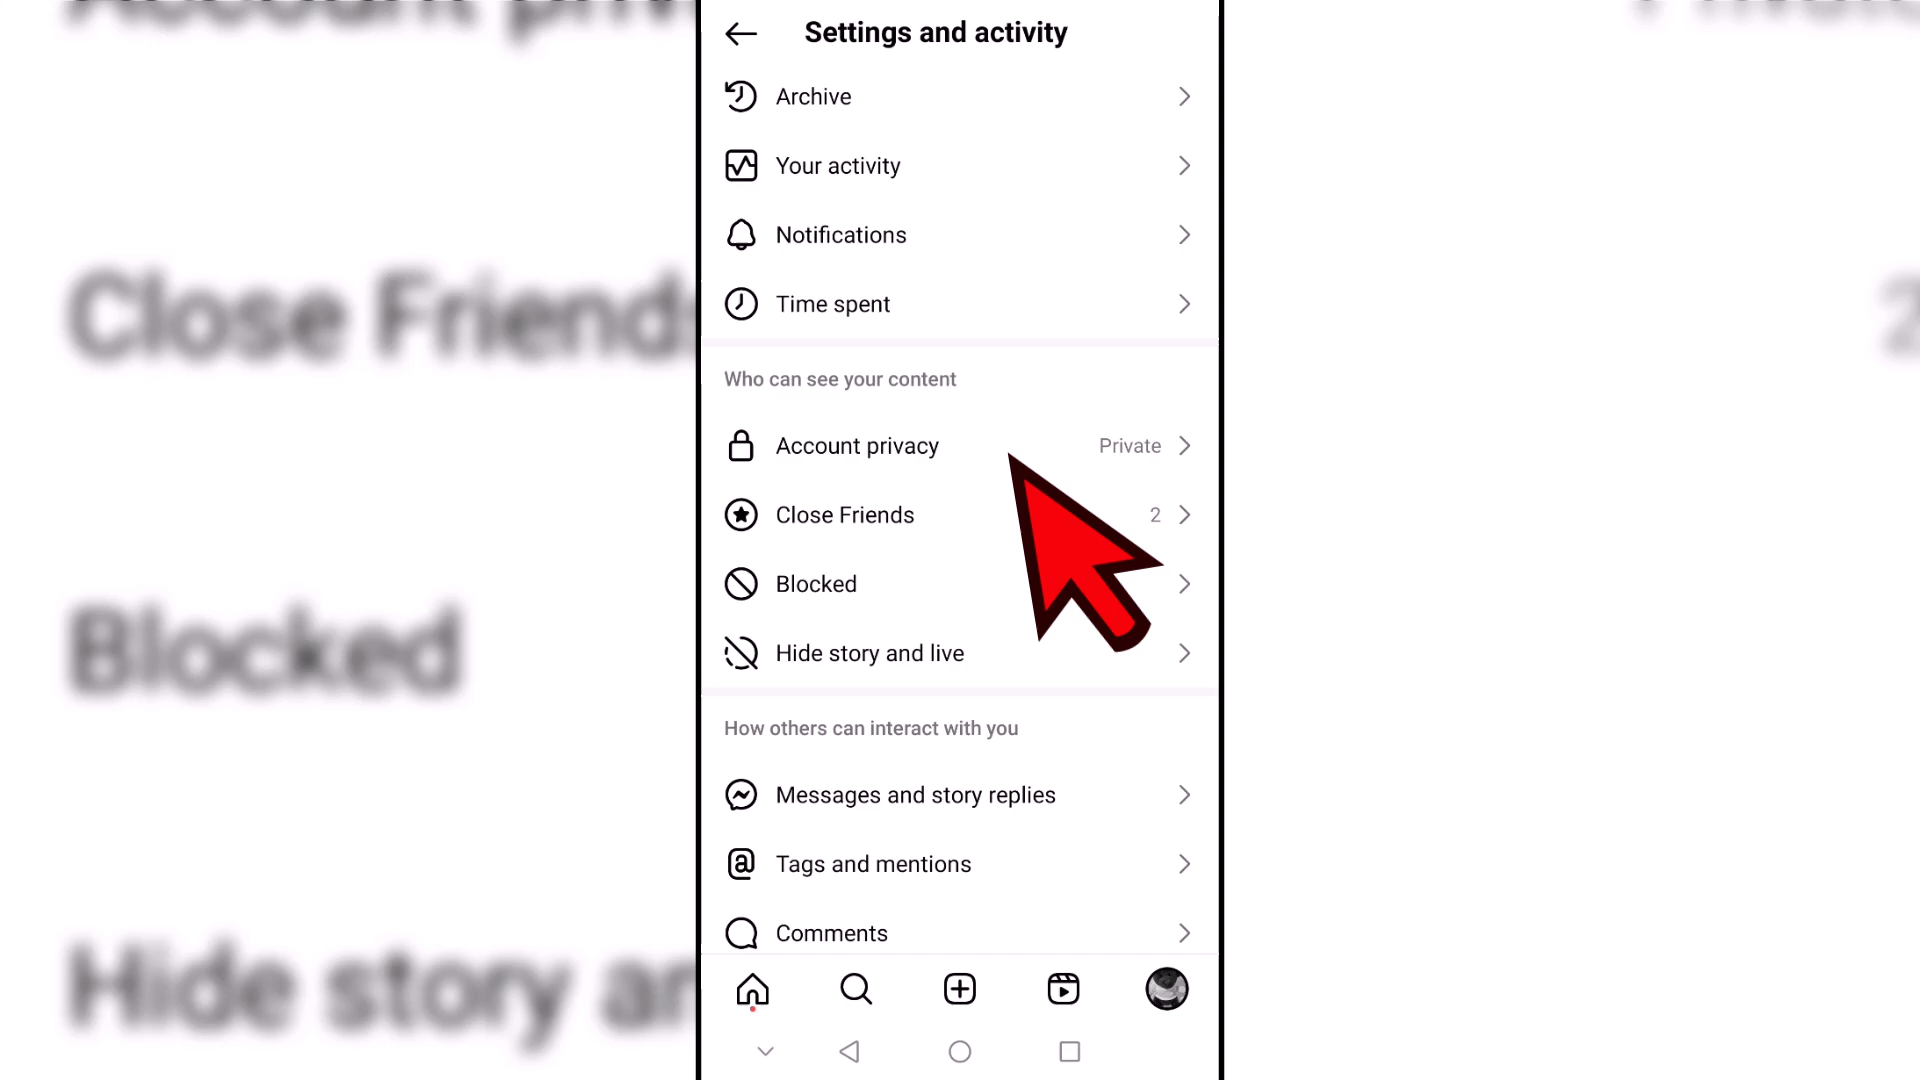 Settings and activity
Archive
Your activity
Notifications
Time spent
Who can see your content
Account privacy Private
Close Friends 2
Blocked
Hide story and live
How others can interact with you
Messages and story replies
Tags and mentions
Comments
Close Friends
Blocked
Hide story an